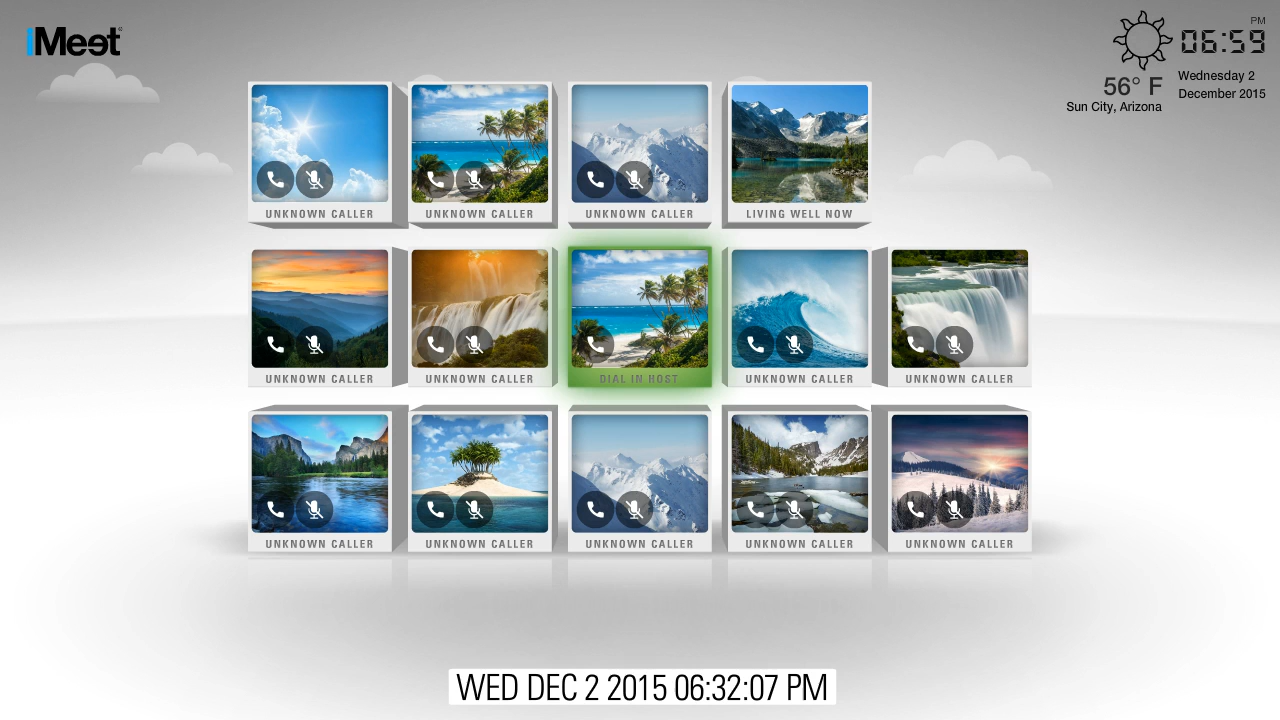 iMeet
PM
06:59
56° F
Wednesday 2
December 2015
Sun City, Arizona
UNKNOWN CALLER
UNKNOWN CALLER
UNKNOWN CALLER
LIVING WELL NOW
UNKNOWN CALLER
UNKNOWN CALLER
DIAL IN HOST
UNKNOWN CALLER
UNKNOWN CALLER
UNKNOWN CALLER
UNKNOWN CALLER
UNKNOWN CALLER
UNKNOWN CALLER
UNKNOWN CALLER
WED DEC 2 2015 06:32:07 PM